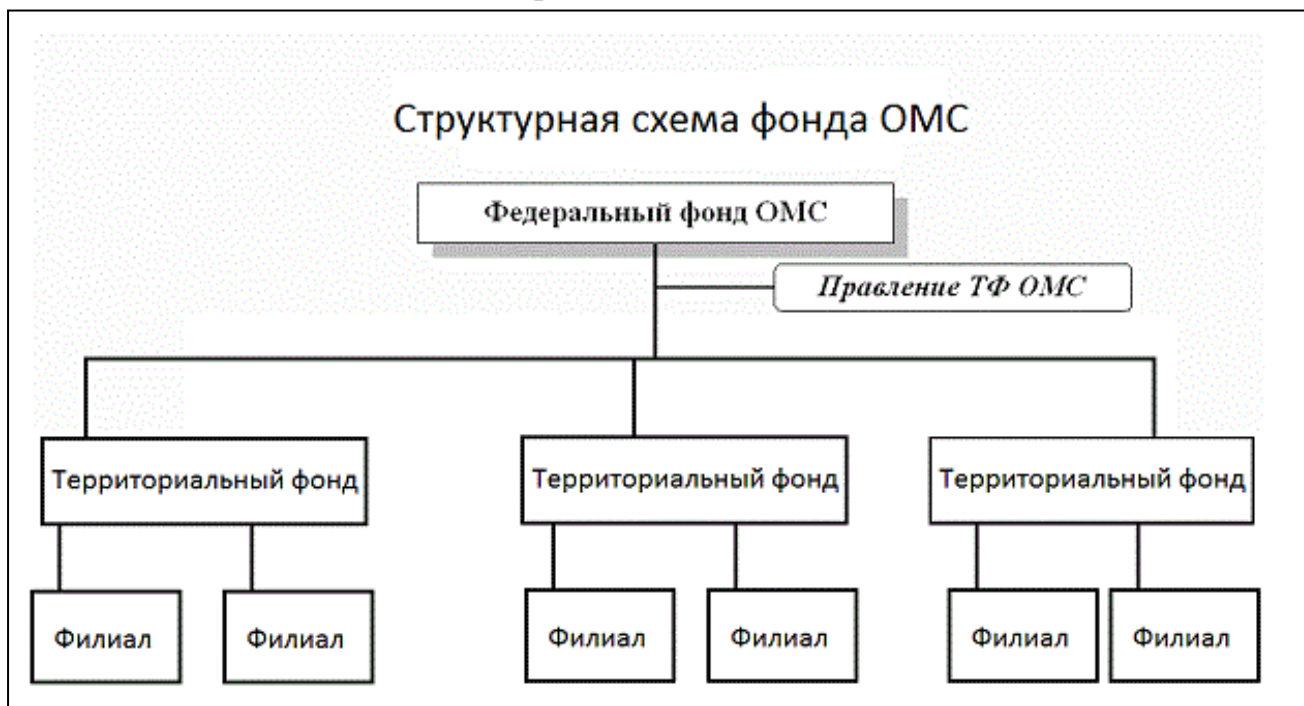 Структурная схема фонда ОМС
Федеральный фонд ОМС
Правление ТФ ОМС
Территориальный фонд
Территориальный фонд
Территориальный фонд
Филиал
Филиал
Филиал
Филиал
Филиал
Филиал